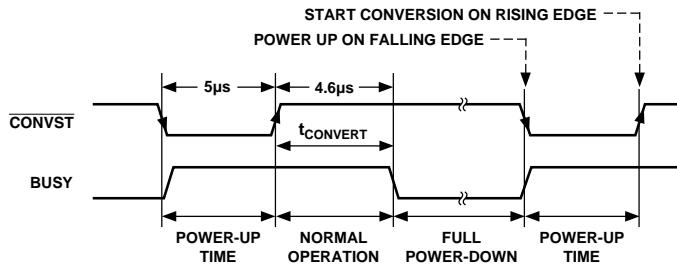 START CONVERSION ON RISING EDGE
POWER UP ON FALLING EDGE
5µs
4.6µs
CONVST
tCONVERT
BUSY
POWER-UP
TIME
NORMAL
OPERATION
FULL
POWER-DOWN
POWER-UP
TIME